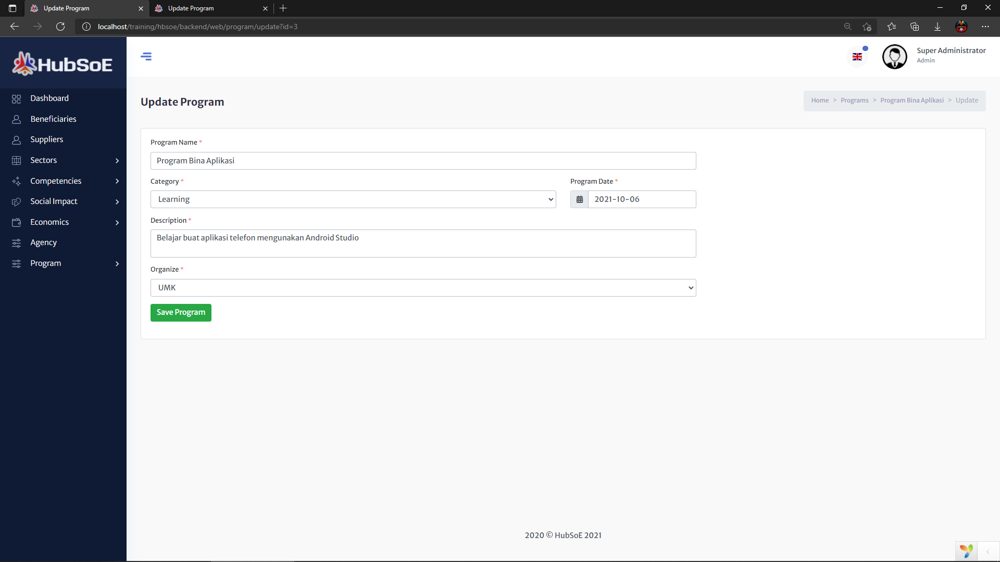 Update Program
Update Program
localhost/training/hbsoe/backend/web/program/update?id=3
HubSoE
Super Administrator
Admin
Dashboard
Beneficiaries
Suppliers
Sectors
Competencies
Social Impact
Economics
Agency
Program
Update Program
Home > Programs > Program Bina Aplikasi > Update
Program Name *
Program Bina Aplikasi
Category *
Program Date *
Learning
2021-10-06
Description *
Belajar buat aplikasi telefon mengunakan Android Studio
Organize *
UMK
Save Program
2020 © HubSoE 2021